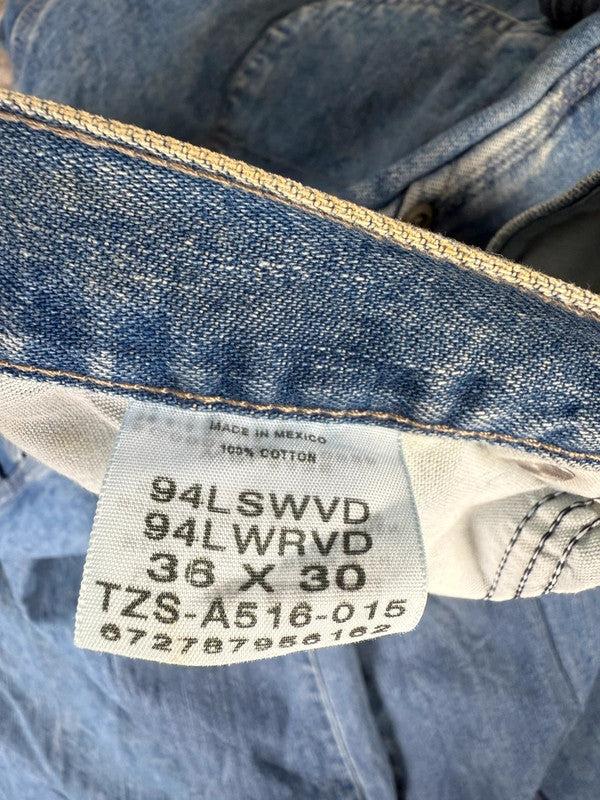 MADE IN MEXICO
100% COTTON
94LSWVD
94LWRVD
36 X 30
TZS-A516-015
672787956162